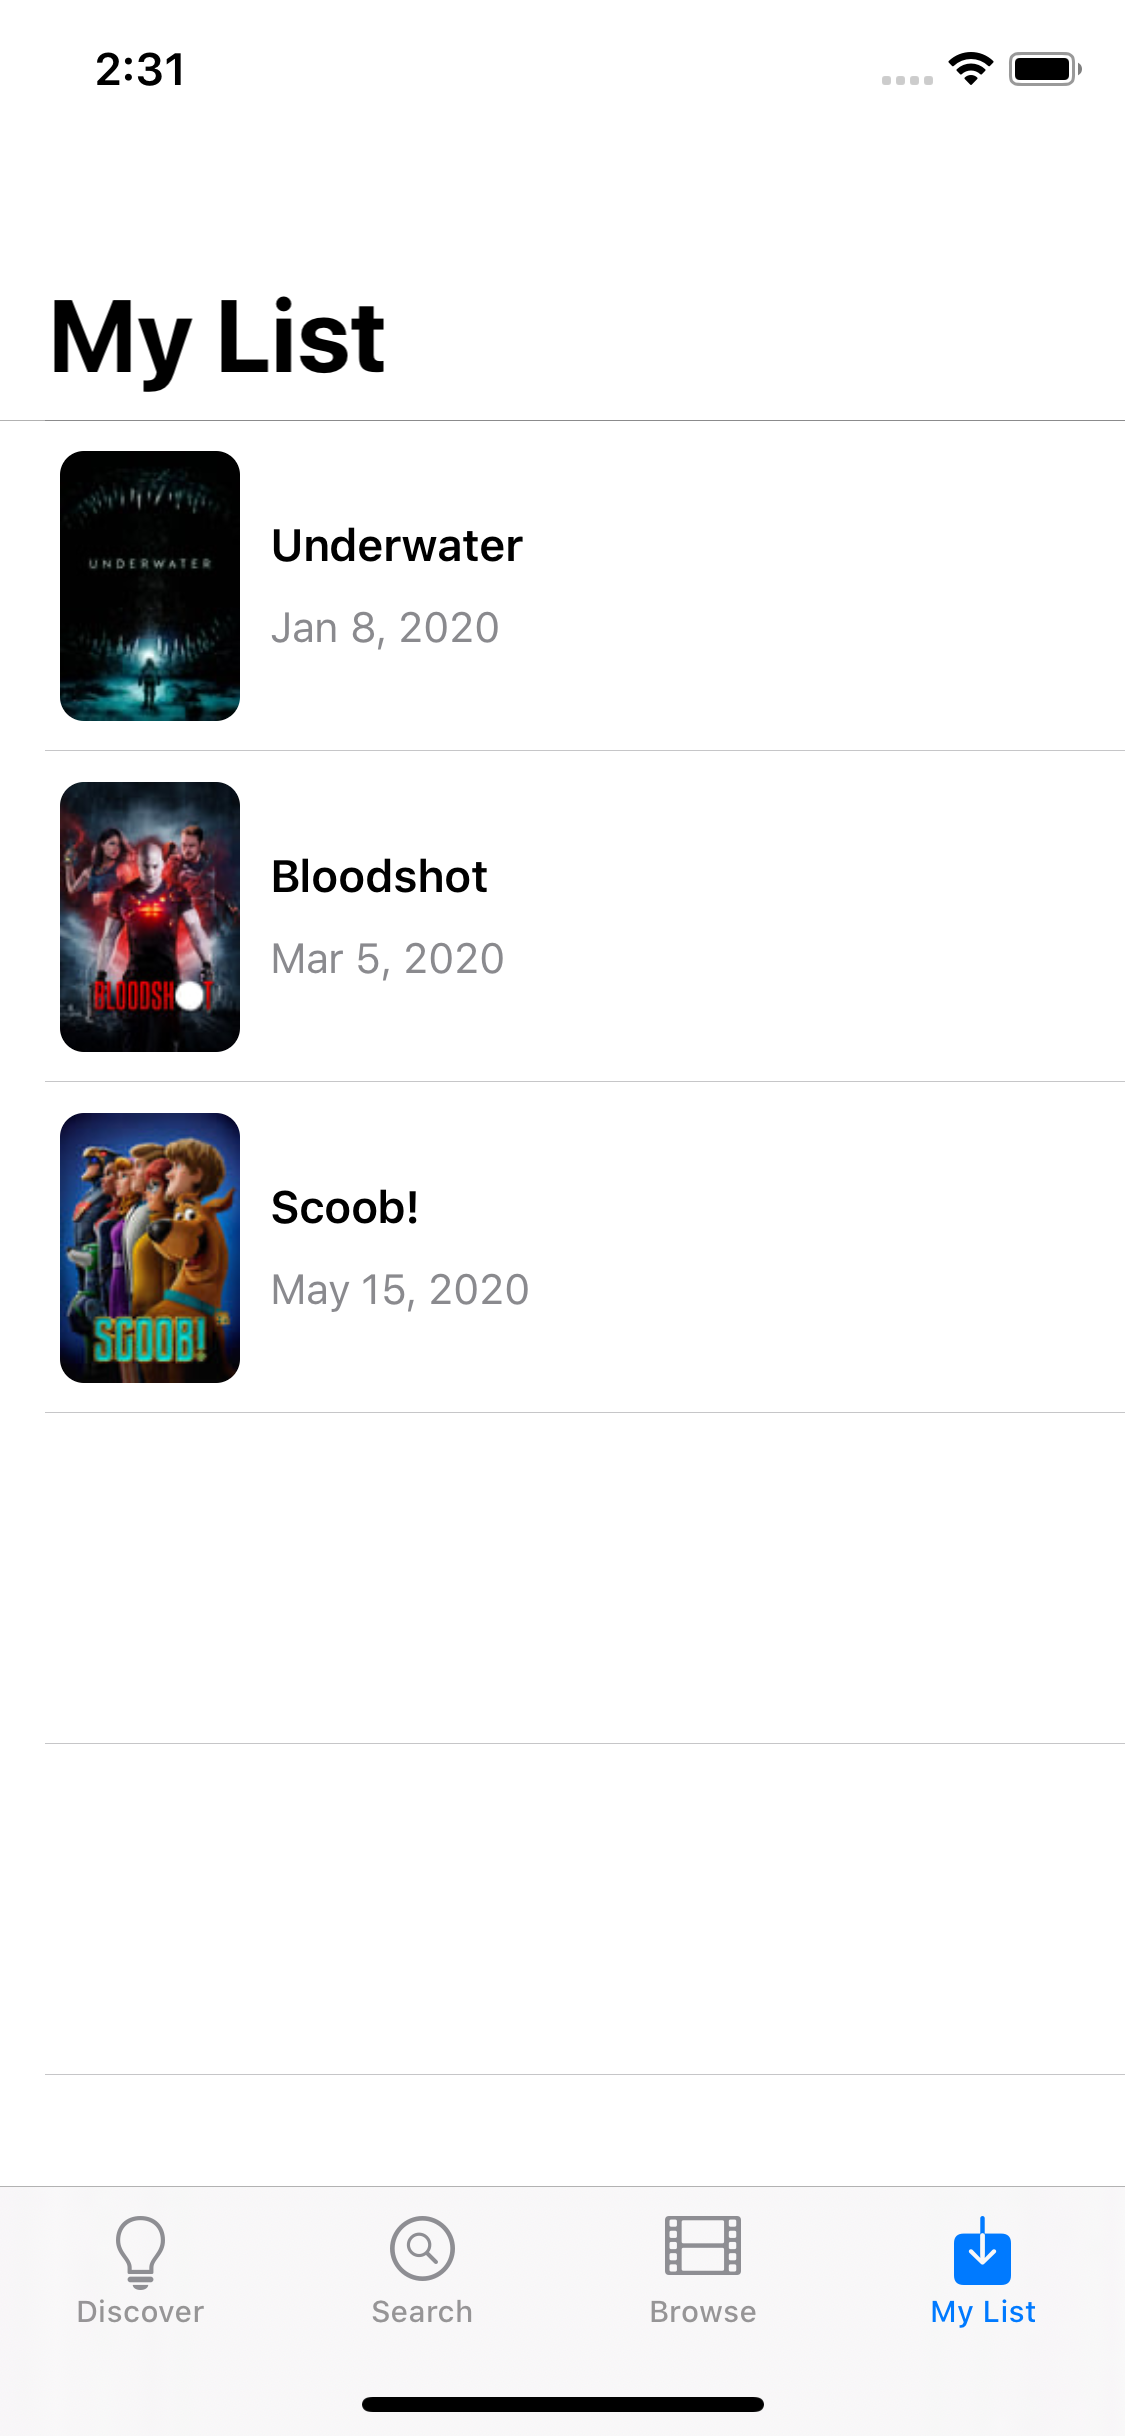 2:31
My List
UNDERWATER
Underwater
Jan 8, 2020
BLOODSHOT
Bloodshot
Mar 5, 2020
SCOOB!
Scoob!
May 15, 2020
Discover
Search
Browse
My List